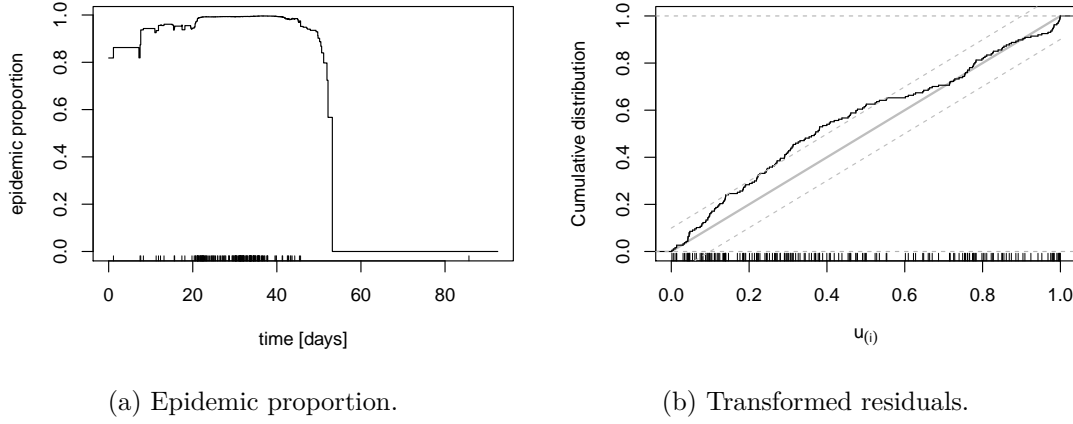 epidemic proportion
0.0 0.2 0.4 0.6 0.8 1.0
0 20 40 60 80
time [days]
(a) Epidemic proportion.
Cumulative distribution
0.0 0.2 0.4 0.6 0.8 1.0
0.0 0.2 0.4 0.6 0.8 1.0
u(i)
(b) Transformed residuals.